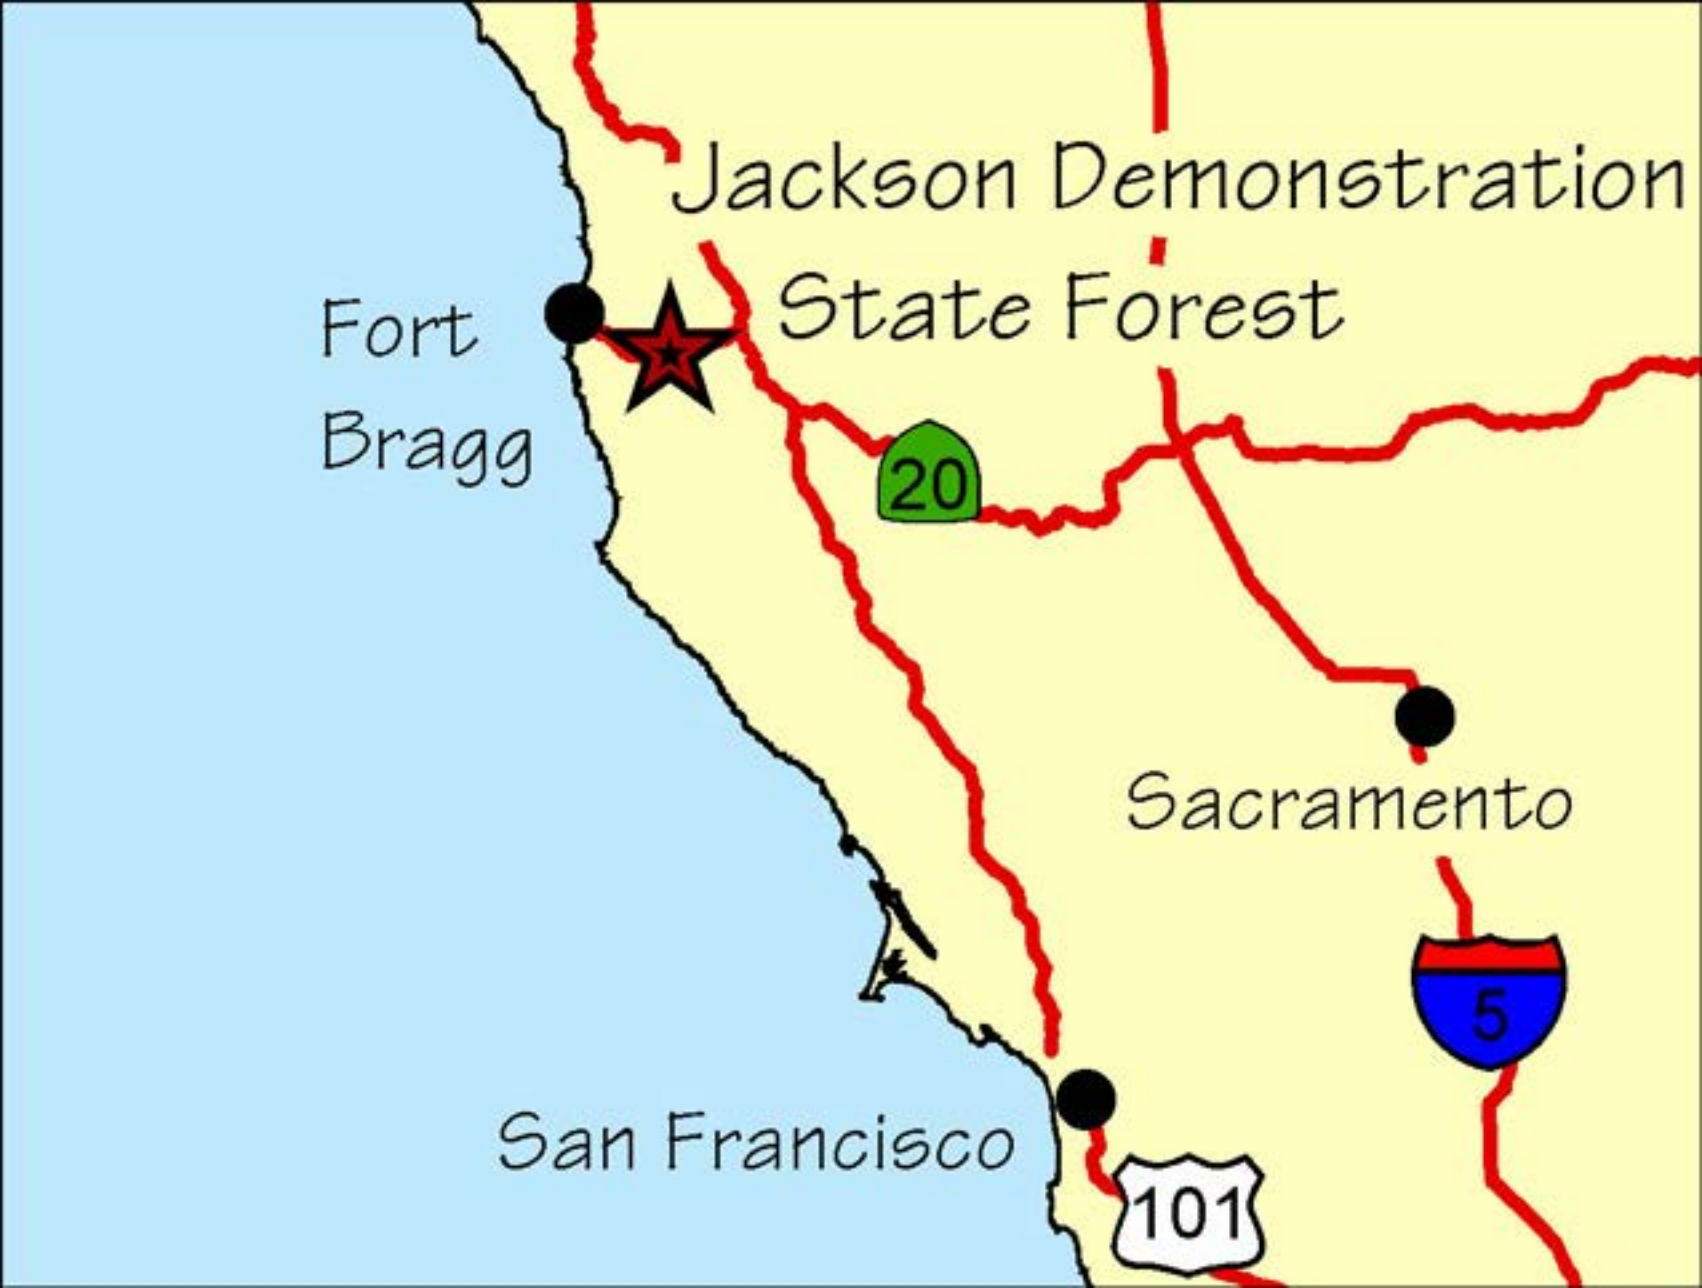 Jackson Demonstration
State Forest
Fort
Bragg
20
Sacramento
5
San Francisco
101